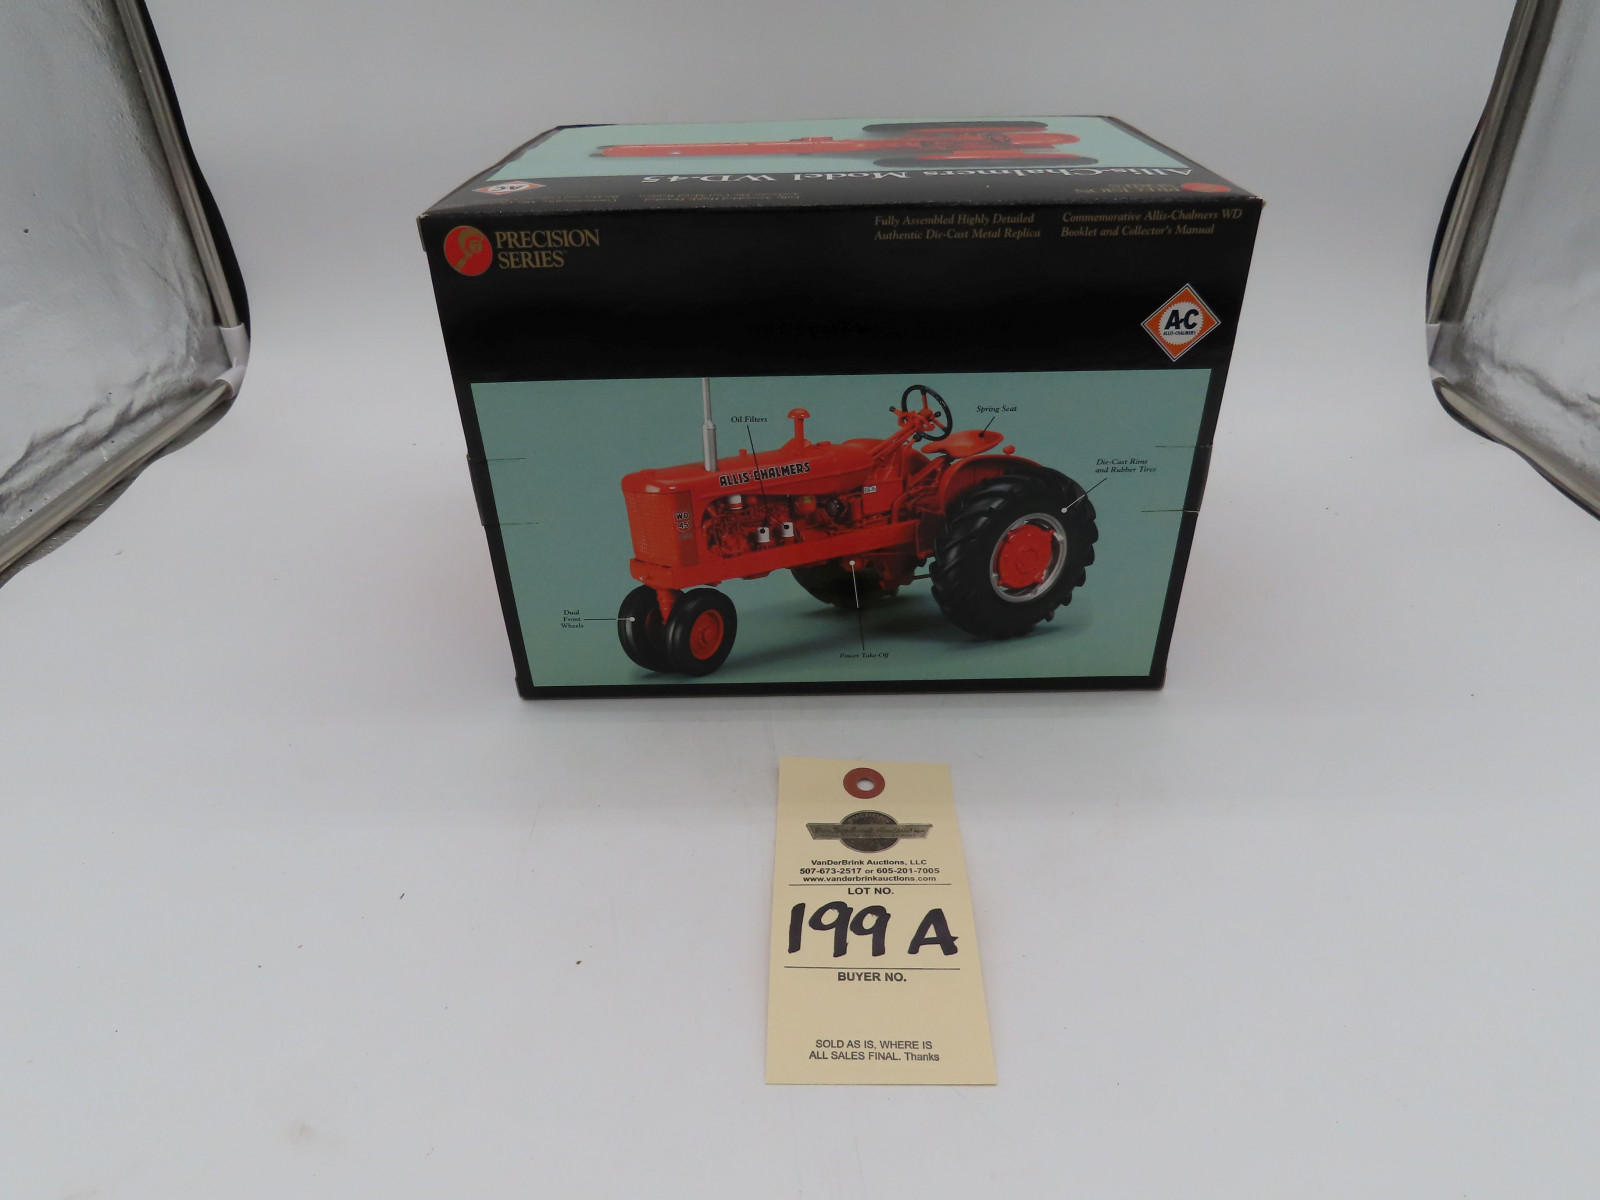 Allis-Chalmers Model WD-45
PRECISION
SERIES
Fully Assembled Highly Detailed
Authentic Die-Cast Metal Replica
Commemorative Allis-Chalmers WD
Booklet and Collector's Manual
A-C
ALLIS-CHALMERS
Oil Filters
Spring Seat
Die-Cast Rims
and Rubber Tires
ALLIS-CHALMERS
WD
45
Dual
Front
Wheels
Power Take-Off
VanDerBrink Auctions, LLC
507-673-2517 or 605-201-7005
www.vanderbrinkauctions.com
LOT NO.
199 A
BUYER NO.
SOLD AS IS, WHERE IS
ALL SALES FINAL. Thanks